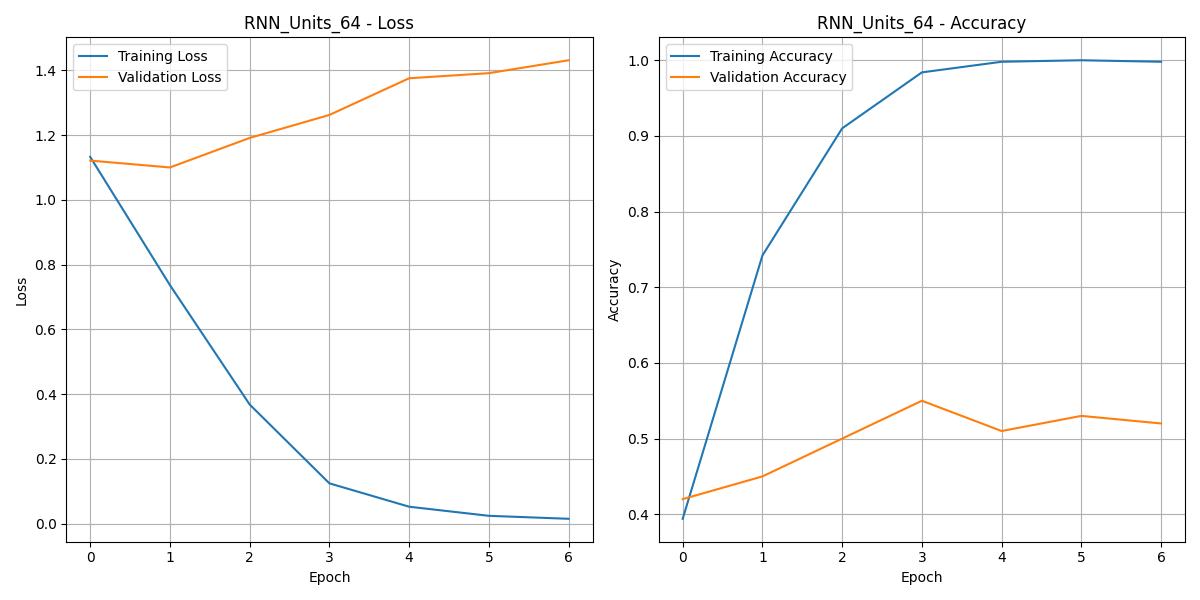 RNN_Units_64 - Loss
Training Loss
Validation Loss
1.4
1.2
1.0
0.8
0.6
0.4
0.2
0.0
Loss
0 1 2 3 4 5 6
Epoch
RNN_Units_64 - Accuracy
Training Accuracy
Validation Accuracy
1.0
0.9
0.8
0.7
0.6
0.5
0.4
Accuracy
0 1 2 3 4 5 6
Epoch